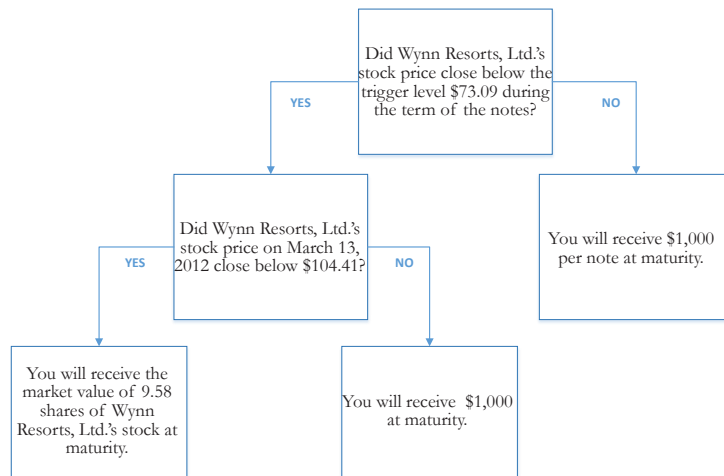 Did Wynn Resorts, Ltd.'s
stock price close below the
trigger level $73.09 during
the term of the notes?
YES
NO
Did Wynn Resorts, Ltd.'s
stock price on March 13,
2012 close below $104.41?
You will receive $1,000
per note at maturity.
YES
NO
You will receive the
market value of 9.58
shares of Wynn
Resorts, Ltd.'s stock at
maturity.
You will receive $1,000
at maturity.